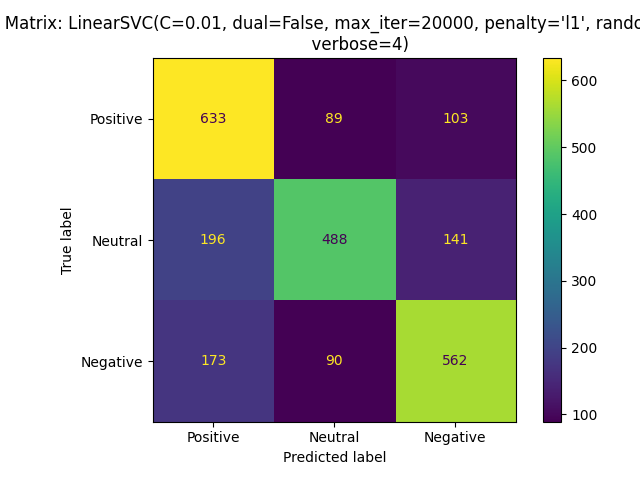 Matrix: LinearSVC(C=0.01, dual=False, max_iter=20000, penalty='l1',
verbose=4)
Positive 633 89 103
Neutral 196 488 141
Negative 173 90 562
Positive Neutral Negative
Predicted label
True label
600
500
400
300
200
100